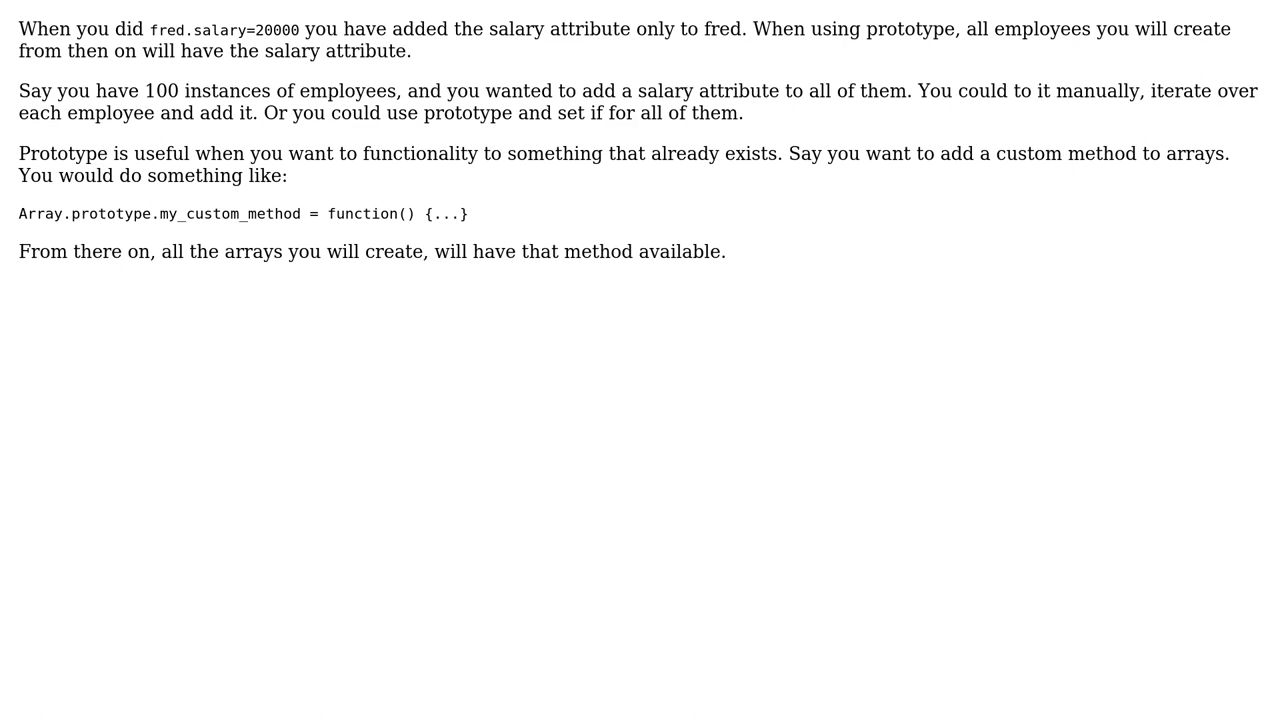 When you did fred.salary=20000 you have added the salary attribute only to fred. When using prototype, all employees you will create
from then on will have the salary attribute.
Say you have 100 instances of employees, and you wanted to add a salary attribute to all of them. You could to it manually, iterate over
each employee and add it. Or you could use prototype and set if for all of them.
Prototype is useful when you want to functionality to something that already exists. Say you want to add a custom method to arrays.
You would do something like:
Array.prototype.my_custom_method = function() {...}
From there on, all the arrays you will create, will have that method available.